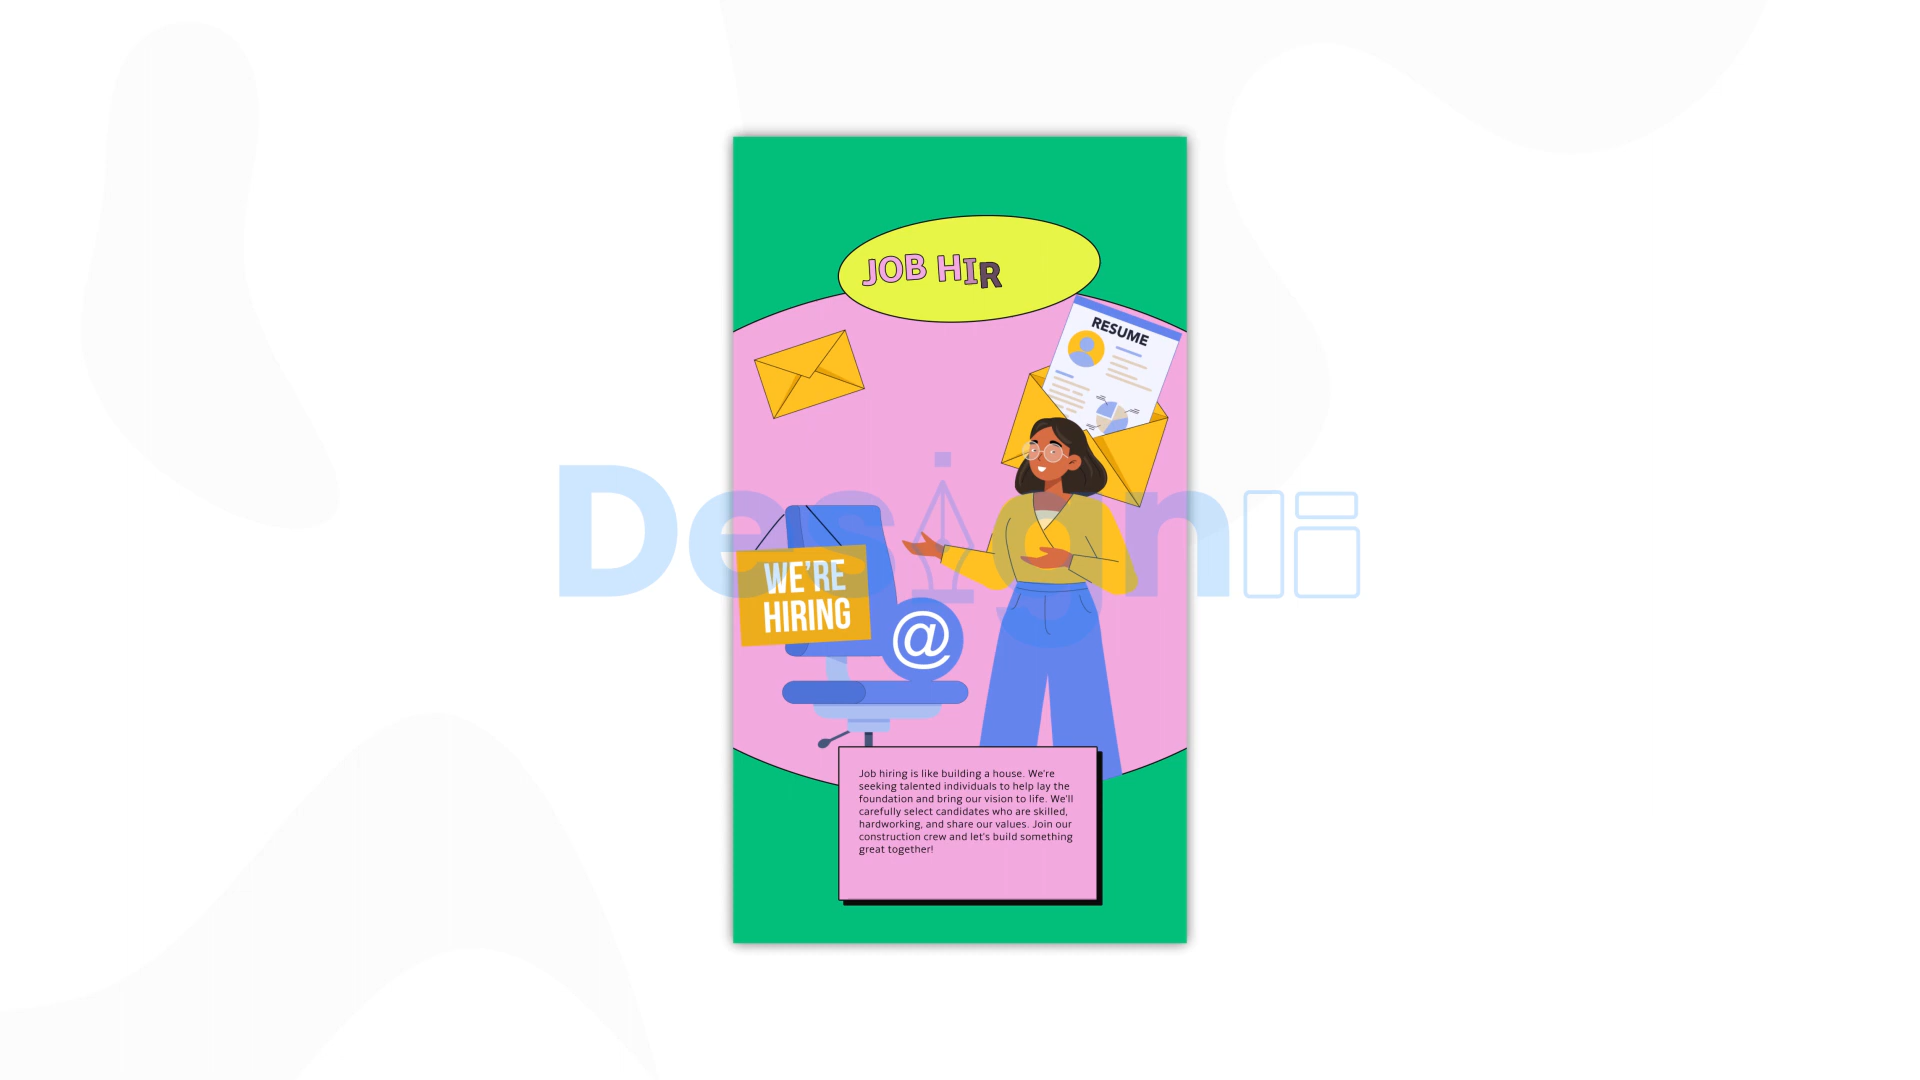 JOB HIR
RESUME
Design
WE'RE
HIRING
@
Job hiring is like building a house. We're
seeking talented individuals to help lay the
foundation and bring our vision to life. We'll
carefully select candidates who are skilled,
hardworking, and share our values. Join our
construction crew and let's build something
great together!